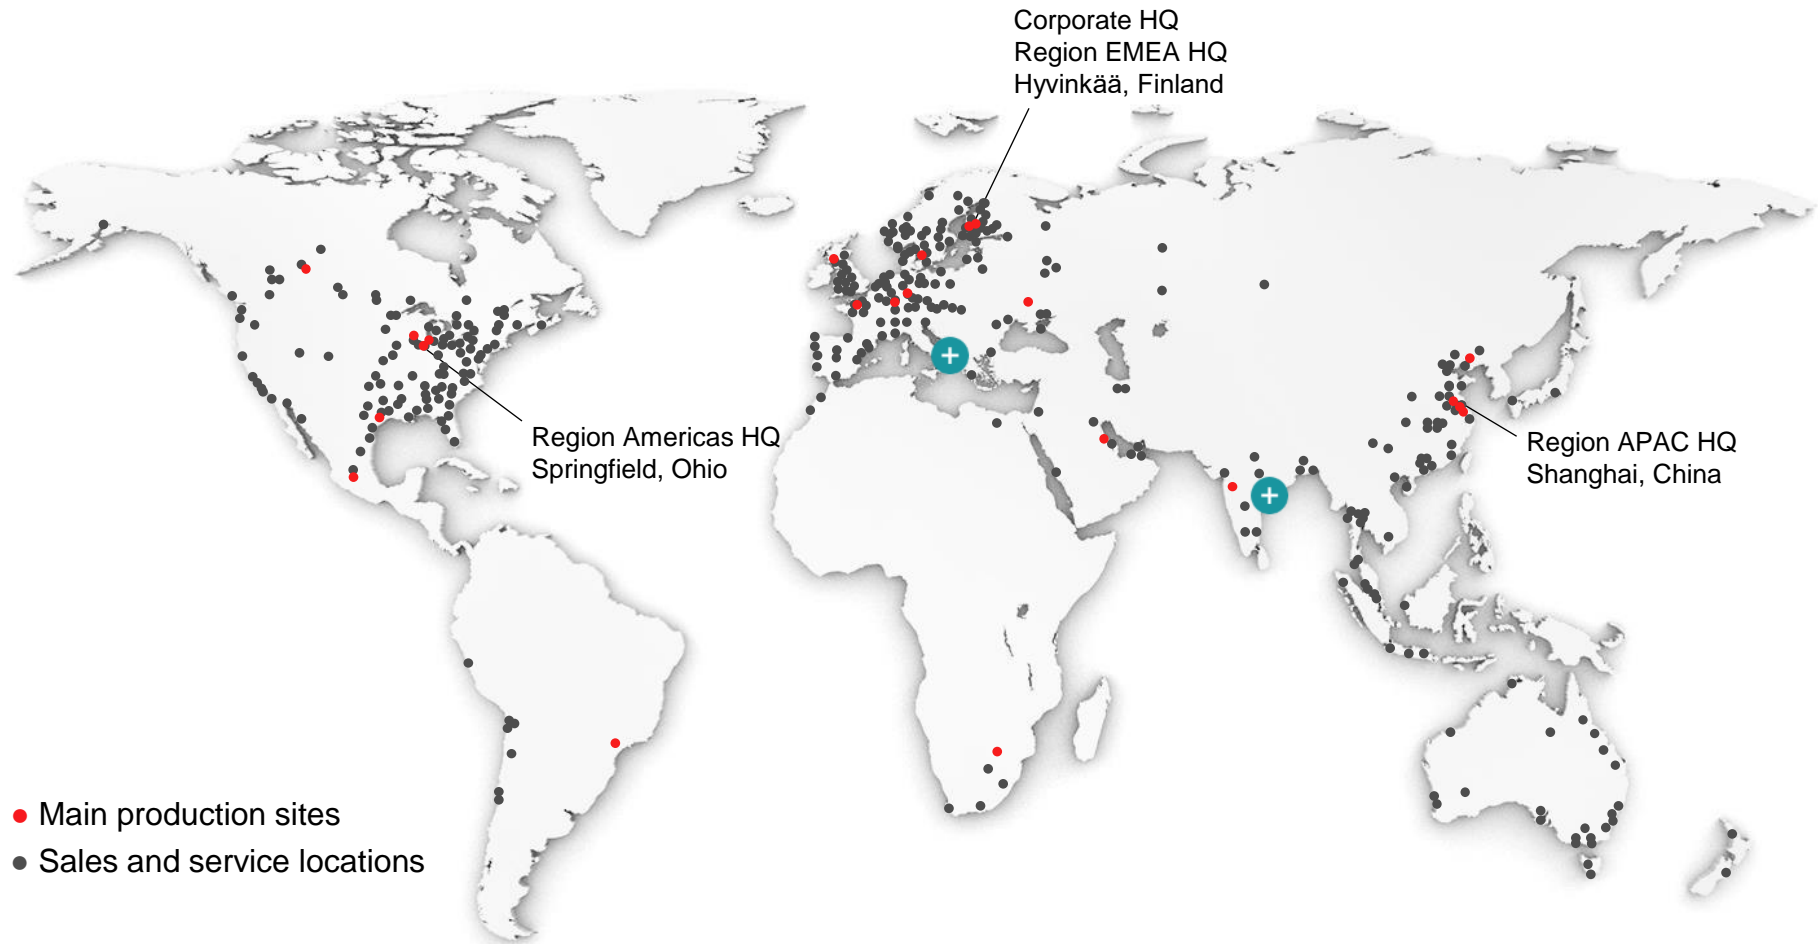 Corporate HQ
Region EMEA HQ
Hyvinkää, Finland
Region Americas HQ
Springfield, Ohio
Region APAC HQ
Shanghai, China
Main production sites
Sales and service locations